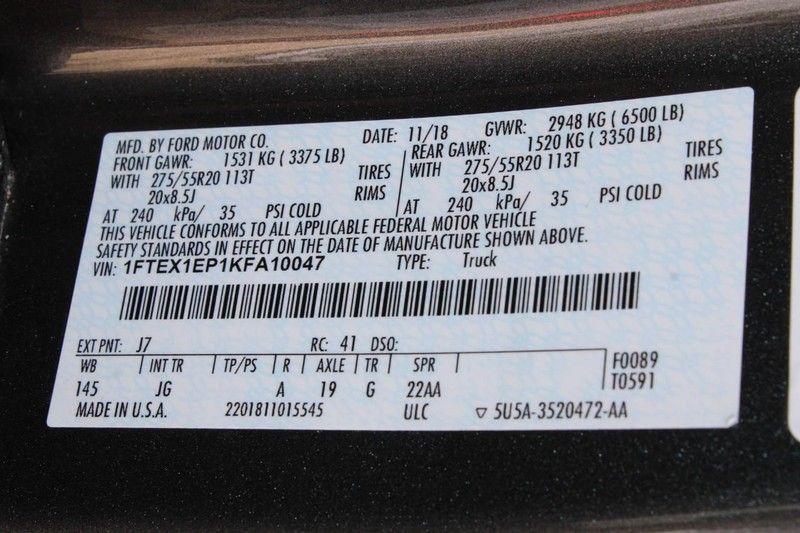 MFD. BY FORD MOTOR CO. DATE: 11/18 GVWR: 2948 KG ( 6500 LB)
FRONT GAWR: 1531 KG ( 3375 LB) REAR GAWR: 1520 KG ( 3350 LB)
WITH 275/55R20 113T TIRES WITH 275/55R20 113T TIRES
20x8.5J RIMS 20x8.5J RIMS
AT 240 kPa/ 35 PSI COLD AT 240 kPa/ 35 PSI COLD
THIS VEHICLE CONFORMS TO ALL APPLICABLE FEDERAL MOTOR VEHICLE
SAFETY STANDARDS IN EFFECT ON THE DATE OF MANUFACTURE SHOWN ABOVE.
VIN: 1FTEX1EP1KFA10047 TYPE: Truck
EXT PNT: J7 RC: 41 DSO:
WB INT TR TP/PS R AXLE TR SPR F0089
145 JG A 19 G 22AA T0591
MADE IN U.S.A. 2201811015545 ULC ▽ 5U5A-3520472-AA